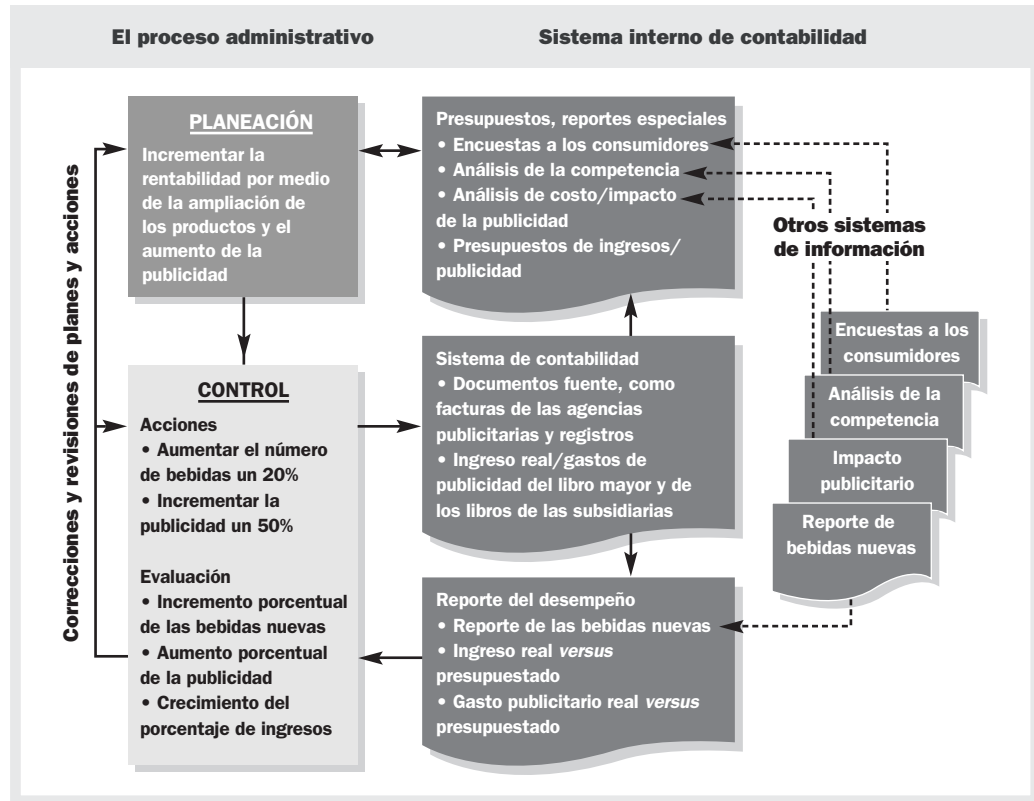 El proceso administrativo
Sistema interno de contabilidad
Correcciones y revisiones de planes y acciones
PLANEACIÓN
Incrementar la
rentabilidad por medio
de la ampliación de
los productos y el
aumento de la
publicidad
CONTROL
Acciones
• Aumentar el número
de bebidas un 20%
• Incrementar la
publicidad un 50%
Evaluación
• Incremento porcentual
de las bebidas nuevas
• Aumento porcentual
de la publicidad
• Crecimiento del
porcentaje de ingresos
Presupuestos, reportes especiales
• Encuestas a los consumidores
• Análisis de la competencia
• Análisis de costo/impacto
de la publicidad
• Presupuestos de ingresos/
publicidad
Sistema de contabilidad
• Documentos fuente, como
facturas de las agencias
publicitarias y registros
• Ingreso real/gastos de
publicidad del libro mayor y de
los libros de las subsidiarias
Reporte del desempeño
• Reporte de las bebidas nuevas
• Ingreso real versus
presupuestado
• Gasto publicitario real versus
presupuestado
Otros sistemas
de información
Encuestas a los
consumidores
Análisis de la
competencia
Impacto
publicitario
Reporte de
bebidas nuevas